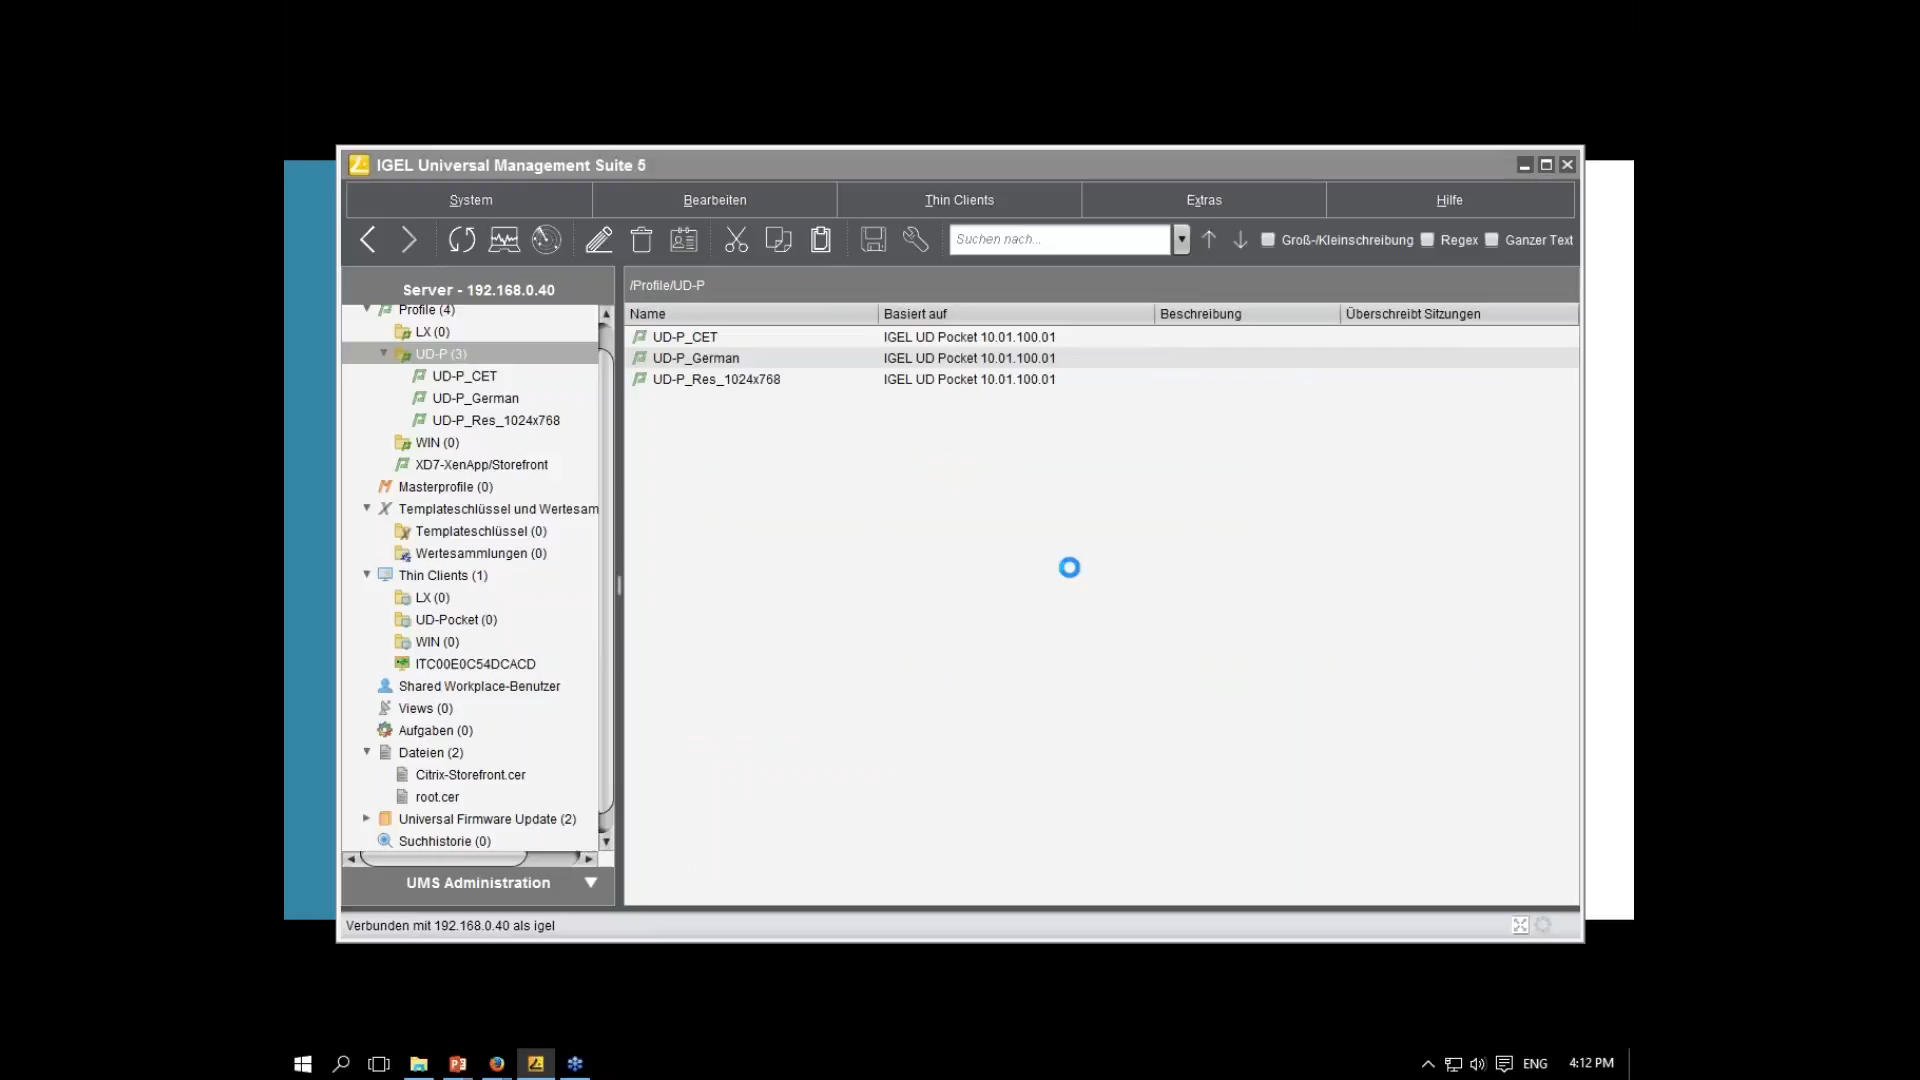 IGEL Universal Management Suite 5
System
Bearbeiten
Thin Clients
Extras
Hilfe
Suchen nach...
Groß-/Kleinschreibung
Regex
Ganzer Text
Server - 192.168.0.40
Profile (4)
LX (0)
UD-P (3)
UD-P_CET
UD-P_German
UD-P_Res_1024x768
WIN (0)
XD7-XenApp/Storefront
Masterprofile (0)
Templateschlüssel und Wertesam
Templateschlüssel (0)
Wertesammlungen (0)
Thin Clients (1)
LX (0)
UD-Pocket (0)
WIN (0)
ITC00E0C54DCACD
Shared Workplace-Benutzer
Views (0)
Aufgaben (0)
Dateien (2)
Citrix-Storefront.cer
root.cer
Universal Firmware Update (2)
Suchhistorie (0)
UMS Administration
/Profile/UD-P
Name Basiert auf Beschreibung Überschreibt Sitzungen
UD-P_CET IGEL UD Pocket 10.01.100.01
UD-P_German IGEL UD Pocket 10.01.100.01
UD-P_Res_1024x768 IGEL UD Pocket 10.01.100.01
Verbunden mit 192.168.0.40 als igel
ENG
4:12 PM